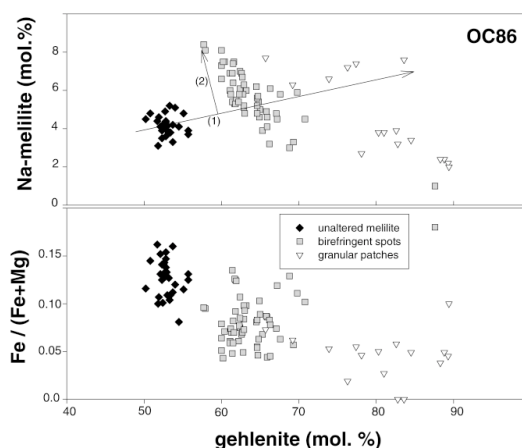 OC86
Na-melilite (mol.%)
8
6
4
2
0
(2)
(1)
Fe / (Fe+Mg)
0.15
0.10
0.05
0.0
unaltered melilite
birefringent spots
granular patches
40 50 60 70 80 90
gehlenite (mol. %)